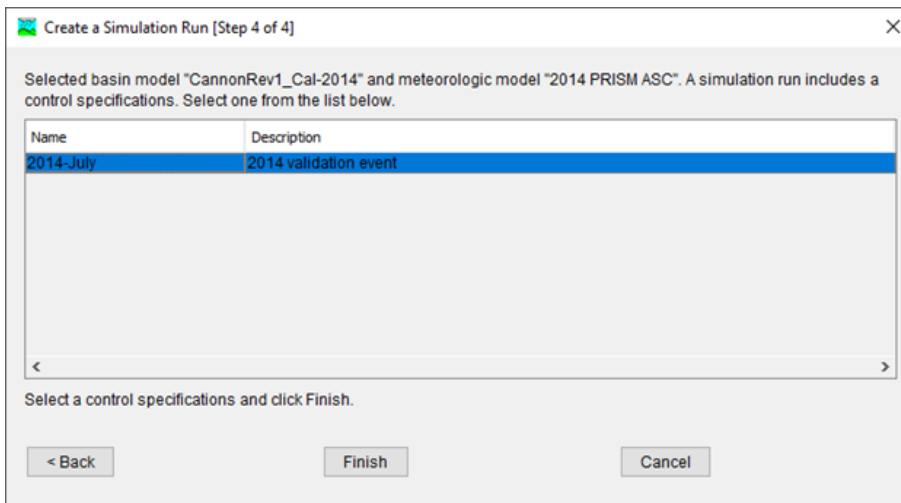 Create a Simulation Run [Step 4 of 4]
Selected basin model "CannonRev1_Cal-2014" and meteorologic model "2014 PRISM ASC". A simulation run includes a
control specifications. Select one from the list below.
Name Description
2014-July 2014 validation event
Select a control specifications and click Finish.
< Back Finish Cancel